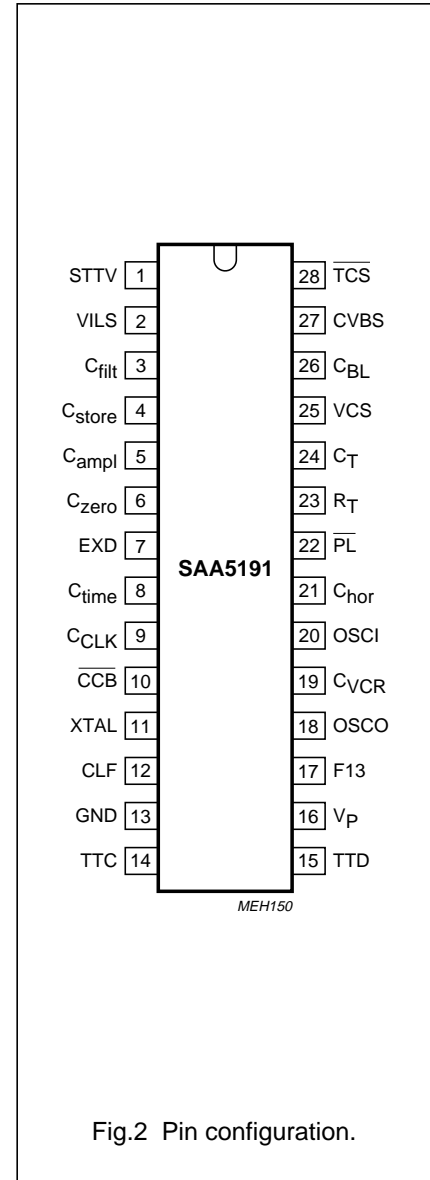 STTV 1 28 T̅C̅S̅
VILS 2 27 CVBS
Cfilt 3 26 CBL
Cstore 4 25 VCS
Campl 5 24 CT
Czero 6 23 RT
EXD 7 22 P̅L̅
SAA5191
Ctime 8 21 Chor
CCLK 9 20 OSCI
C̅C̅B̅ 10 19 CVCR
XTAL 11 18 OSCO
CLF 12 17 F13
GND 13 16 VP
TTC 14 15 TTD
MEH150
Fig.2 Pin configuration.